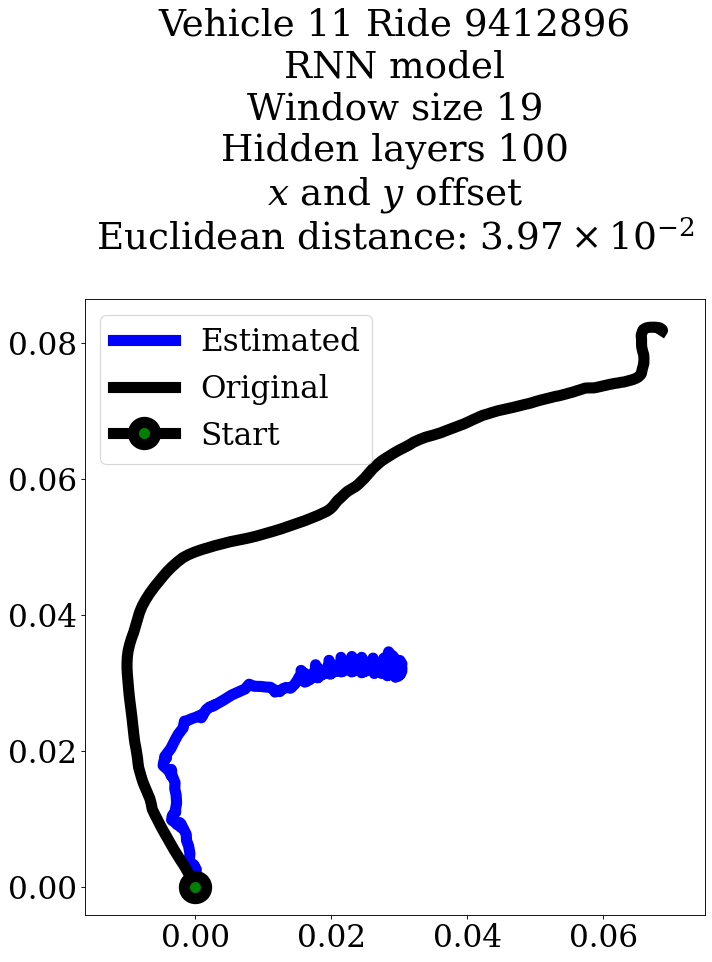 Vehicle 11 Ride 9412896
RNN model
Window size 19
Hidden layers 100
x and y offset
Euclidean distance: 3.97 × 10⁻²
Estimated
Original
Start
0.08
0.06
0.04
0.02
0.00
0.00 0.02 0.04 0.06